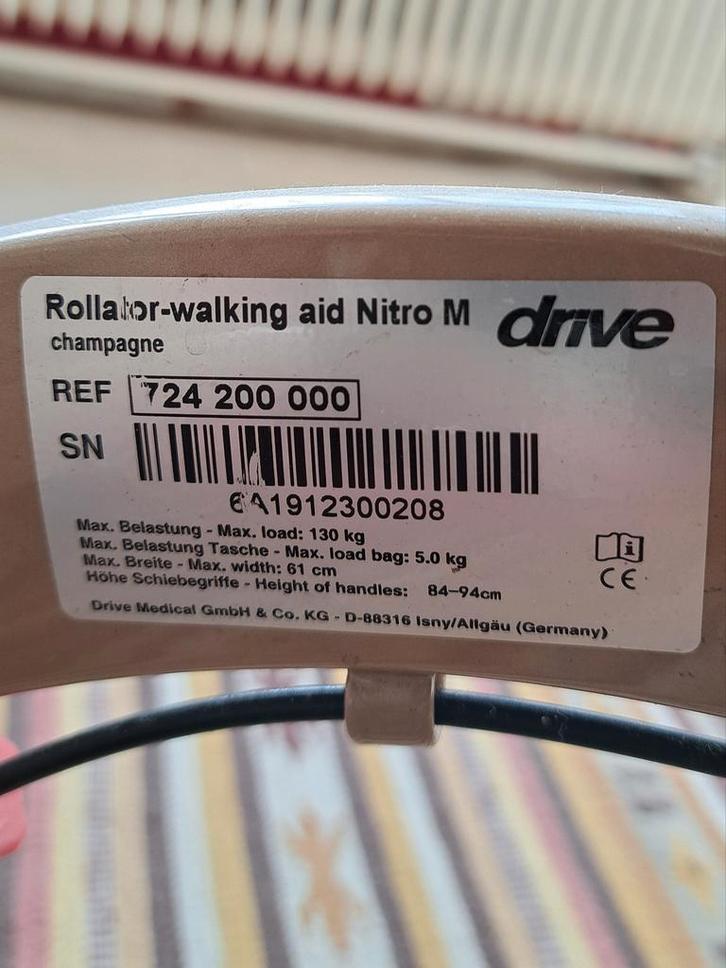 Rollator-walking aid Nitro M drive
champagne
REF 724 200 000
SN
6A1912300208
Max. Belastung - Max. load: 130 kg
Max. Belastung Tasche - Max. load bag: 5.0 kg
Max. Breite - Max. width: 61 cm
Höhe Schiebegriffe - Height of handles: 84–94cm
CE
Drive Medical GmbH & Co. KG - D-88316 Isny/Allgäu (Germany)